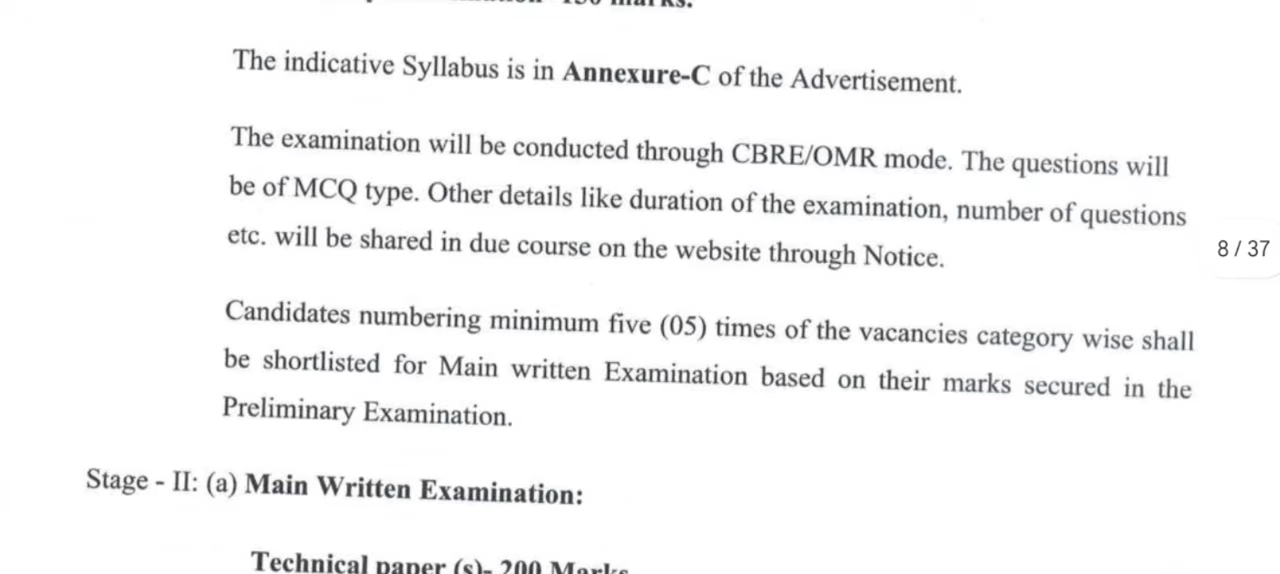 150 marks.
The indicative Syllabus is in Annexure-C of the Advertisement.
The examination will be conducted through CBRE/OMR mode. The questions will
be of MCQ type. Other details like duration of the examination, number of questions
etc. will be shared in due course on the website through Notice.
8 / 37
Candidates numbering minimum five (05) times of the vacancies category wise shall
be shortlisted for Main written Examination based on their marks secured in the
Preliminary Examination.
Stage - II: (a) Main Written Examination:
Technical paper (s)- 200 Marks